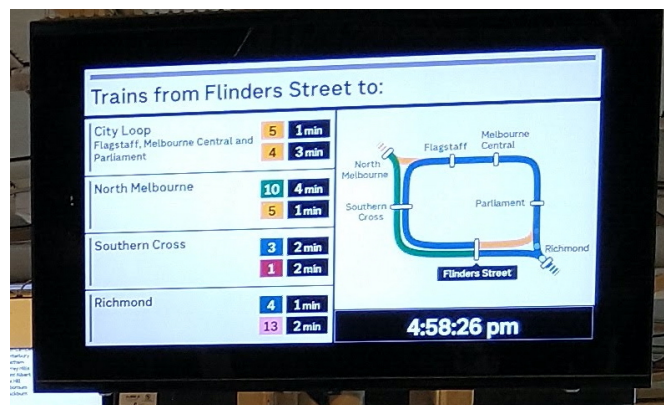 Trains from Flinders Street to:
City Loop
Flagstaff, Melbourne Central and
Parliament
5 1 min
4 3 min
North Melbourne
10 4 min
5 1 min
Southern Cross
3 2 min
1 2 min
Richmond
4 1 min
13 2 min
North
Melbourne
Flagstaff
Melbourne
Central
Southern
Cross
Parliament
Richmond
Flinders Street
4:58:26 pm